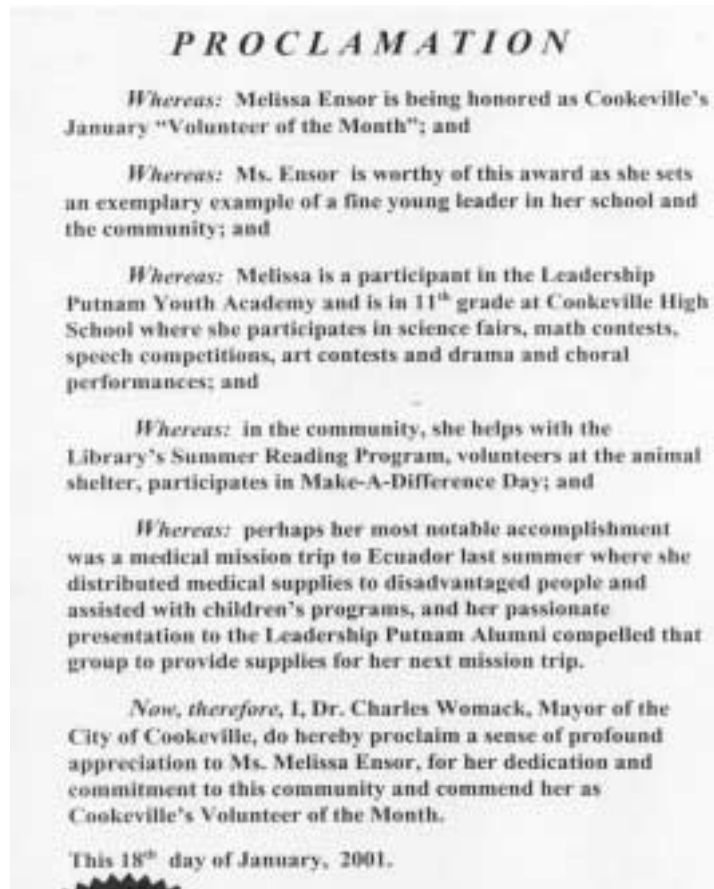 PROCLAMATION
Whereas: Melissa Ensor is being honored as Cookeville's
January "Volunteer of the Month"; and
Whereas: Ms. Ensor is worthy of this award as she sets
an exemplary example of a fine young leader in her school and
the community; and
Whereas: Melissa is a participant in the Leadership
Putnam Youth Academy and is in 11th grade at Cookeville High
School where she participates in science fairs, math contests,
speech competitions, art contests and drama and choral
performances; and
Whereas: in the community, she helps with the
Library's Summer Reading Program, volunteers at the animal
shelter, participates in Make-A-Difference Day; and
Whereas: perhaps her most notable accomplishment
was a medical mission trip to Ecuador last summer where she
distributed medical supplies to disadvantaged people and
assisted with children's programs, and her passionate
presentation to the Leadership Putnam Alumni compelled that
group to provide supplies for her next mission trip.
Now, therefore, I, Dr. Charles Womack, Mayor of the
City of Cookeville, do hereby proclaim a sense of profound
appreciation to Ms. Melissa Ensor, for her dedication and
commitment to this community and commend her as
Cookeville's Volunteer of the Month.
This 18th day of January, 2001.